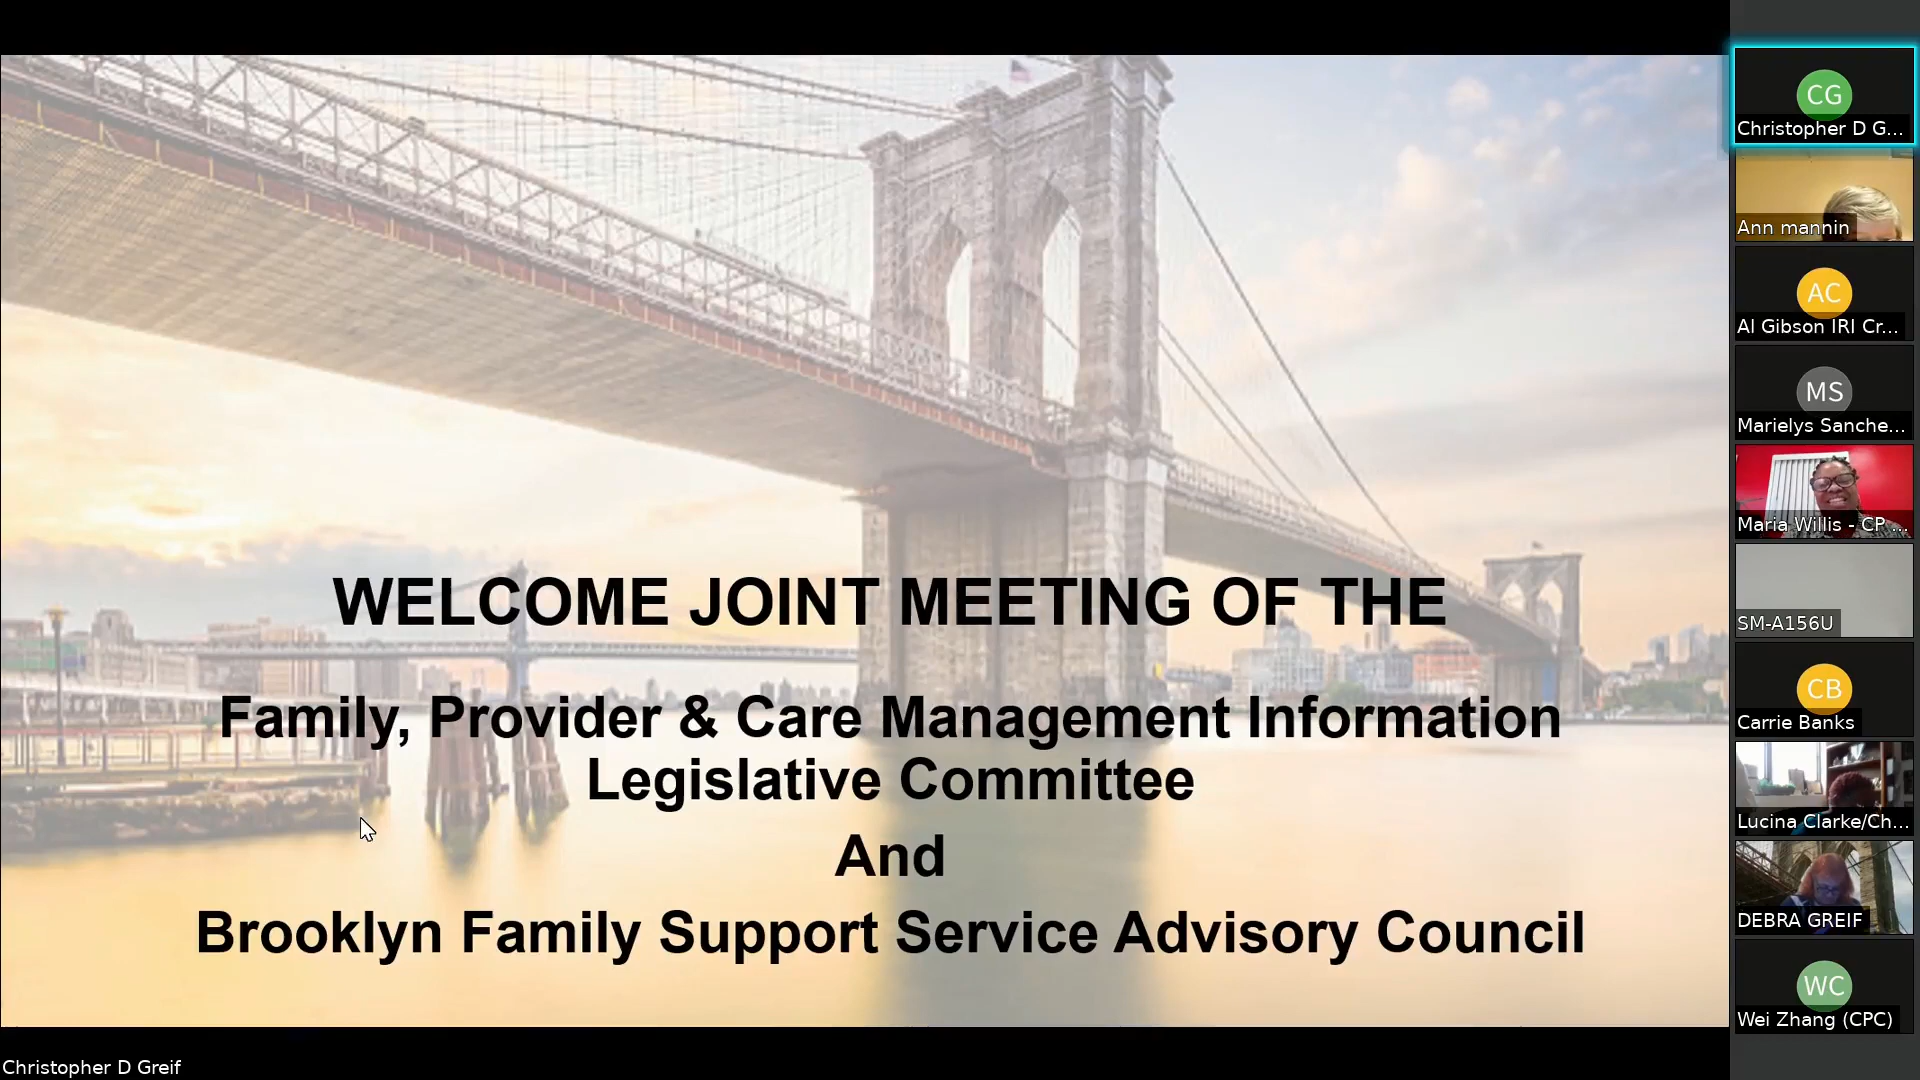 WELCOME JOINT MEETING OF THE
Family, Provider & Care Management Information
Legislative Committee
And
Brooklyn Family Support Service Advisory Council
CG
Christopher D G...
Ann mannin
AC
Al Gibson IRI Cr...
MS
Marielys Sanche...
Maria Willis - CP ...
SM-A156U
CB
Carrie Banks
Lucina Clarke/Ch...
DEBRA GREIF
WC
Wei Zhang (CPC)
Christopher D Greif